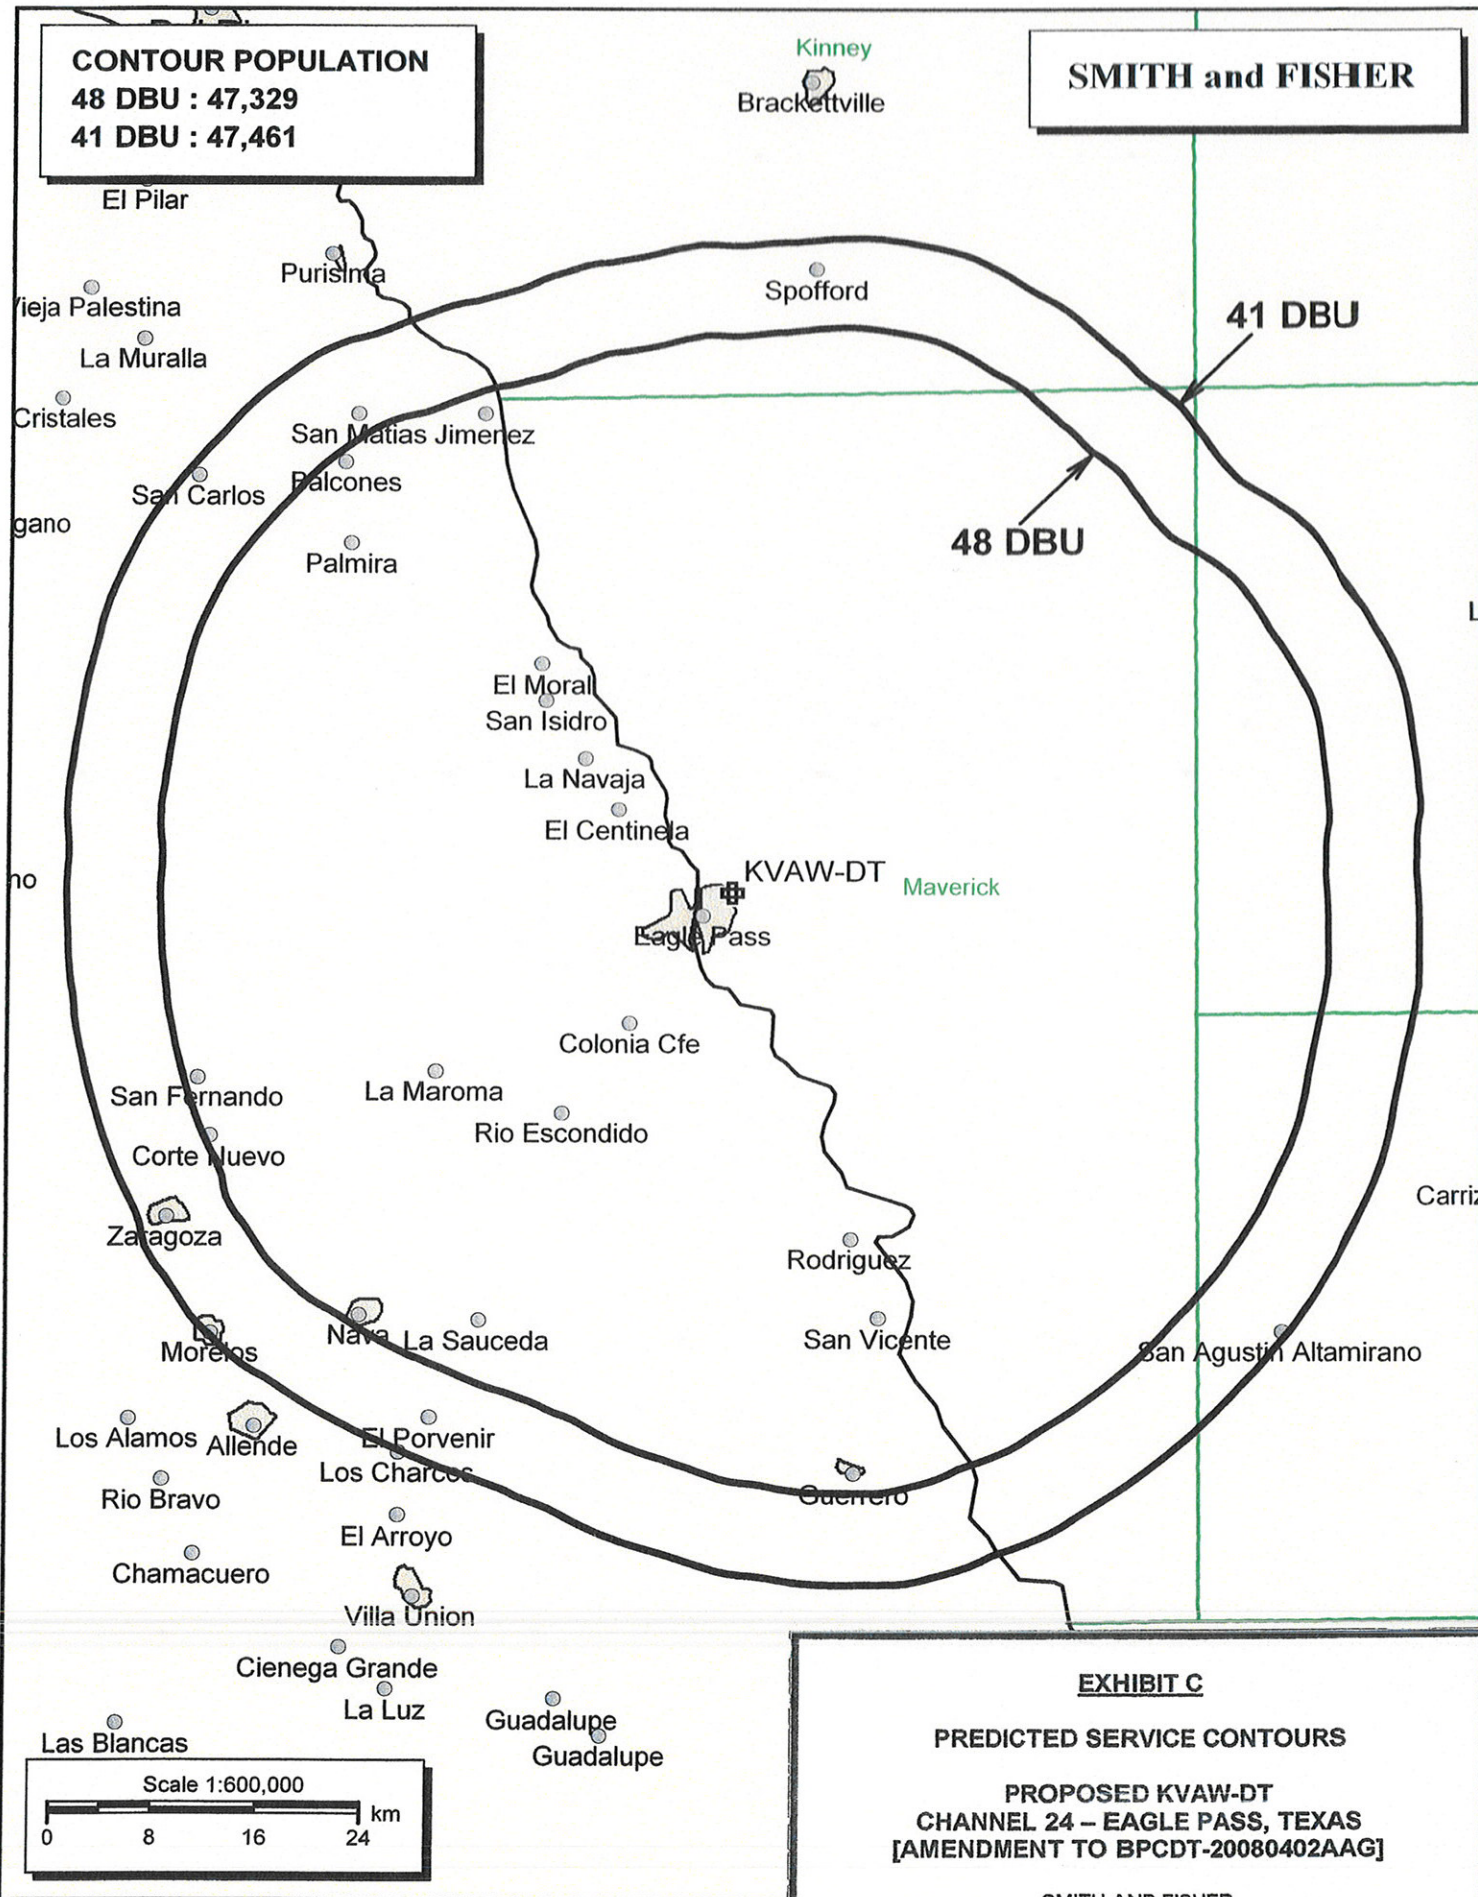 CONTOUR POPULATION
48 DBU : 47,329
41 DBU : 47,461
Kinney
Brackettville
SMITH and FISHER
El Pilar
Purisima
Vieja Palestina
La Muralla
Cristales
Spofford
41 DBU
San Matias Jimenez
San Carlos
Balcones
gano
Palmira
48 DBU
L
El Moral
San Isidro
La Navaja
El Centinela
KVAW-DT
Maverick
Eagle Pass
no
Colonia Cfe
La Maroma
San Fernando
Rio Escondido
Corte Nuevo
Zaragoza
Carriz
Rodriguez
Morelos
Nava
La Sauceda
San Vicente
San Agustin Altamirano
Los Alamos
Allende
El Porvenir
Los Charcos
Rio Bravo
Guerrero
El Arroyo
Chamacuero
Villa Union
Cienega Grande
La Luz
Guadalupe
Las Blancas
Guadalupe
Scale 1:600,000
km
0 8 16 24
EXHIBIT C
PREDICTED SERVICE CONTOURS
PROPOSED KVAW-DT
CHANNEL 24 – EAGLE PASS, TEXAS
[AMENDMENT TO BPCDT-20080402AAG]
SMITH AND FISHER